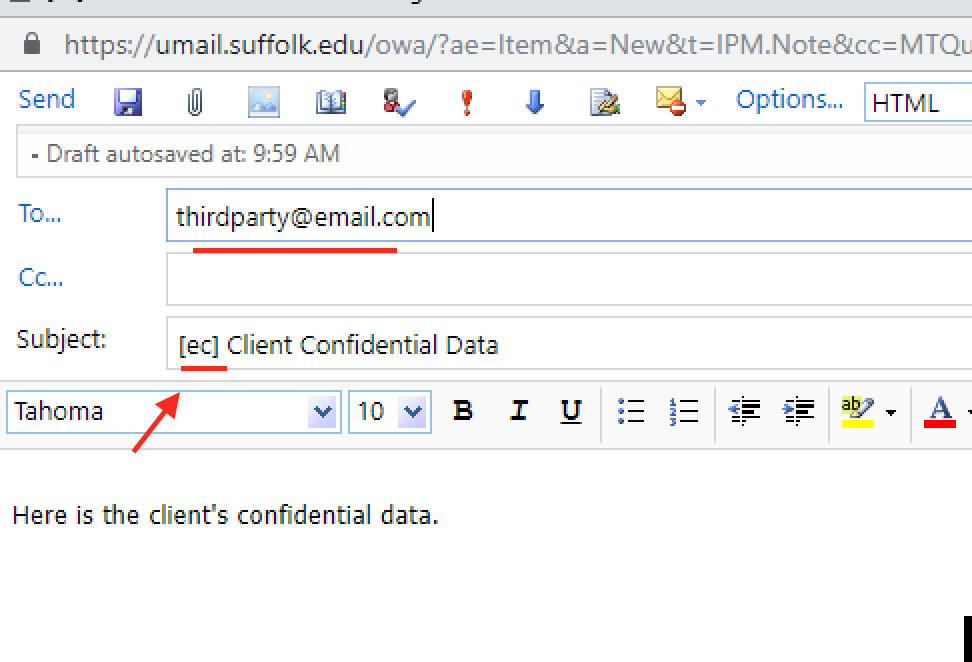 https://umail.suffolk.edu/owa/?ae=Item&a=New&t=IPM.Note&cc=MTQu
Send Options... HTML
- Draft autosaved at: 9:59 AM
To... thirdparty@email.com
Cc...
Subject: [ec] Client Confidential Data
Tahoma 10 B I U ab A
Here is the client's confidential data.